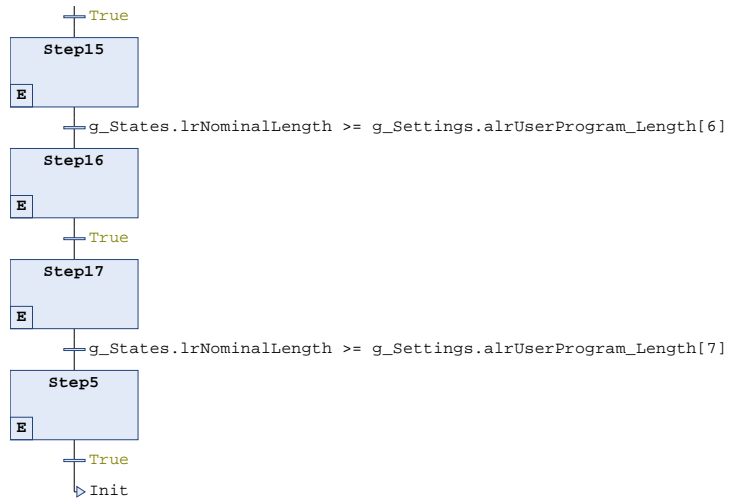 True
Step15
E
g_States.lrNominalLength >= g_Settings.alrUserProgram_Length[6]
Step16
E
True
Step17
E
g_States.lrNominalLength >= g_Settings.alrUserProgram_Length[7]
Step5
E
True
Init